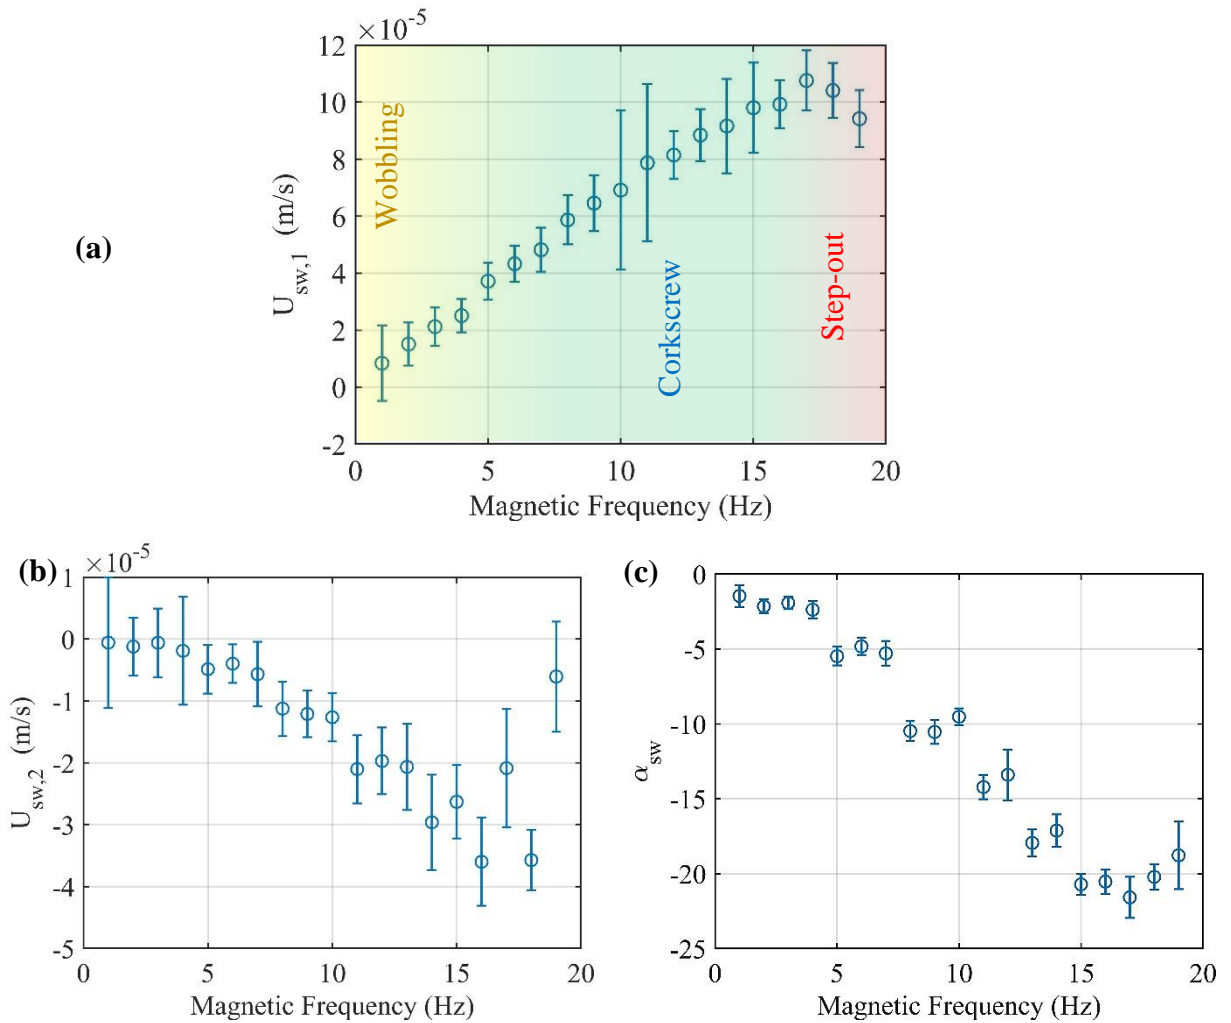 (a)
×10⁻⁵
12
10
8
6
4
2
0
-2
U_sw,1 (m/s)
Wobbling
Corkscrew
Step-out
0 5 10 15 20
Magnetic Frequency (Hz)
(b)
×10⁻⁵
1
0
-1
-2
-3
-4
-5
U_sw,2 (m/s)
0 5 10 15 20
Magnetic Frequency (Hz)
(c)
0
-5
-10
-15
-20
-25
α_sw
0 5 10 15 20
Magnetic Frequency (Hz)